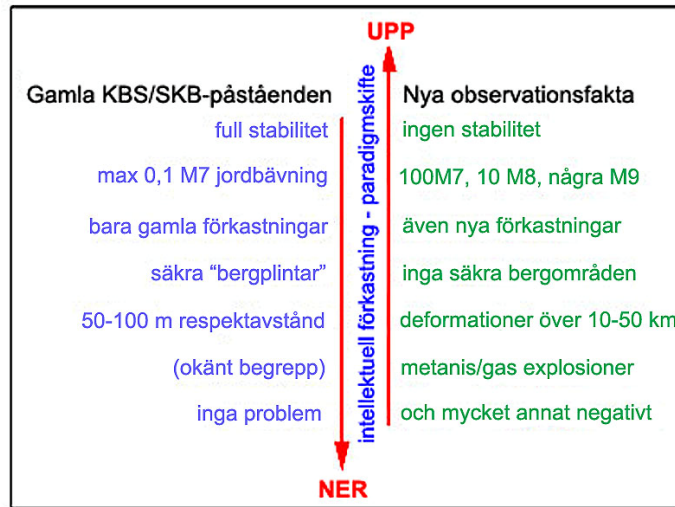 UPP
Gamla KBS/SKB-påståenden
Nya observationsfakta
full stabilitet
ingen stabilitet
max 0,1 M7 jordbävning
100M7, 10 M8, några M9
bara gamla förkastningar
även nya förkastningar
säkra “bergplintar”
inga säkra bergområden
50-100 m respektavstånd
deformationer över 10-50 km
(okänt begrepp)
metanis/gas explosioner
inga problem
och mycket annat negativt
intellektuell förkastning - paradigmskifte
NER